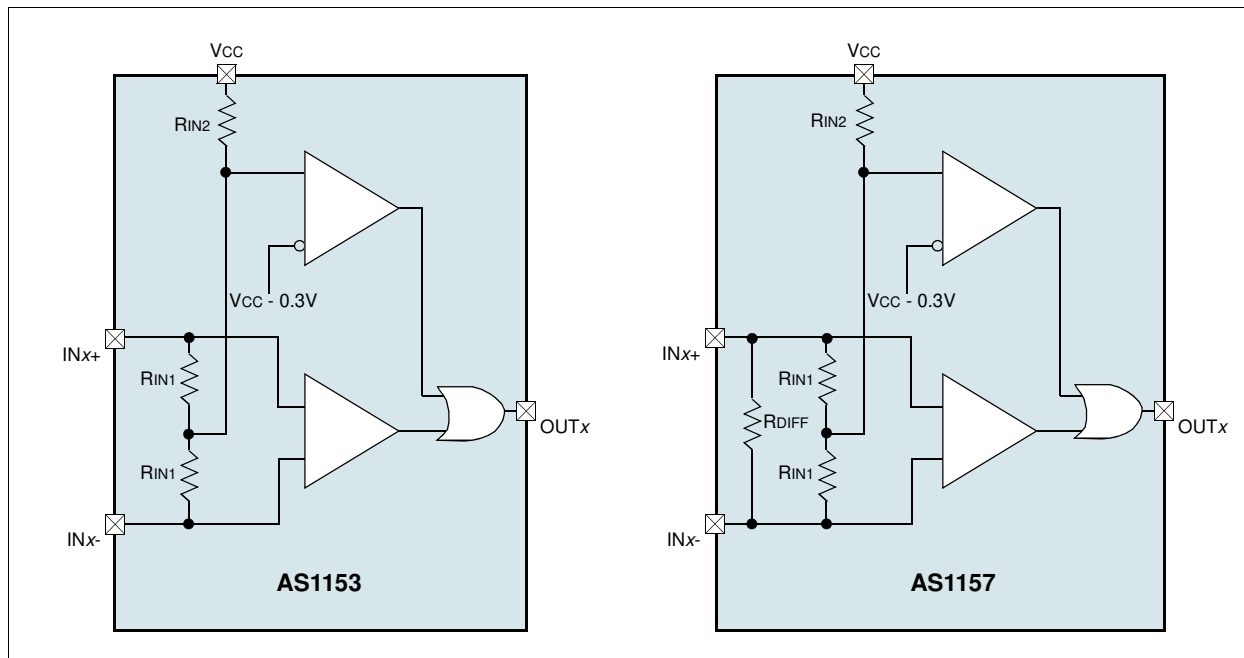 VCC
RIN2
VCC - 0.3V
INx+
RIN1
RIN1
OUTx
INx-
AS1153
VCC
RIN2
VCC - 0.3V
INx+
RIN1
RDIFF
RIN1
OUTx
INx-
AS1157